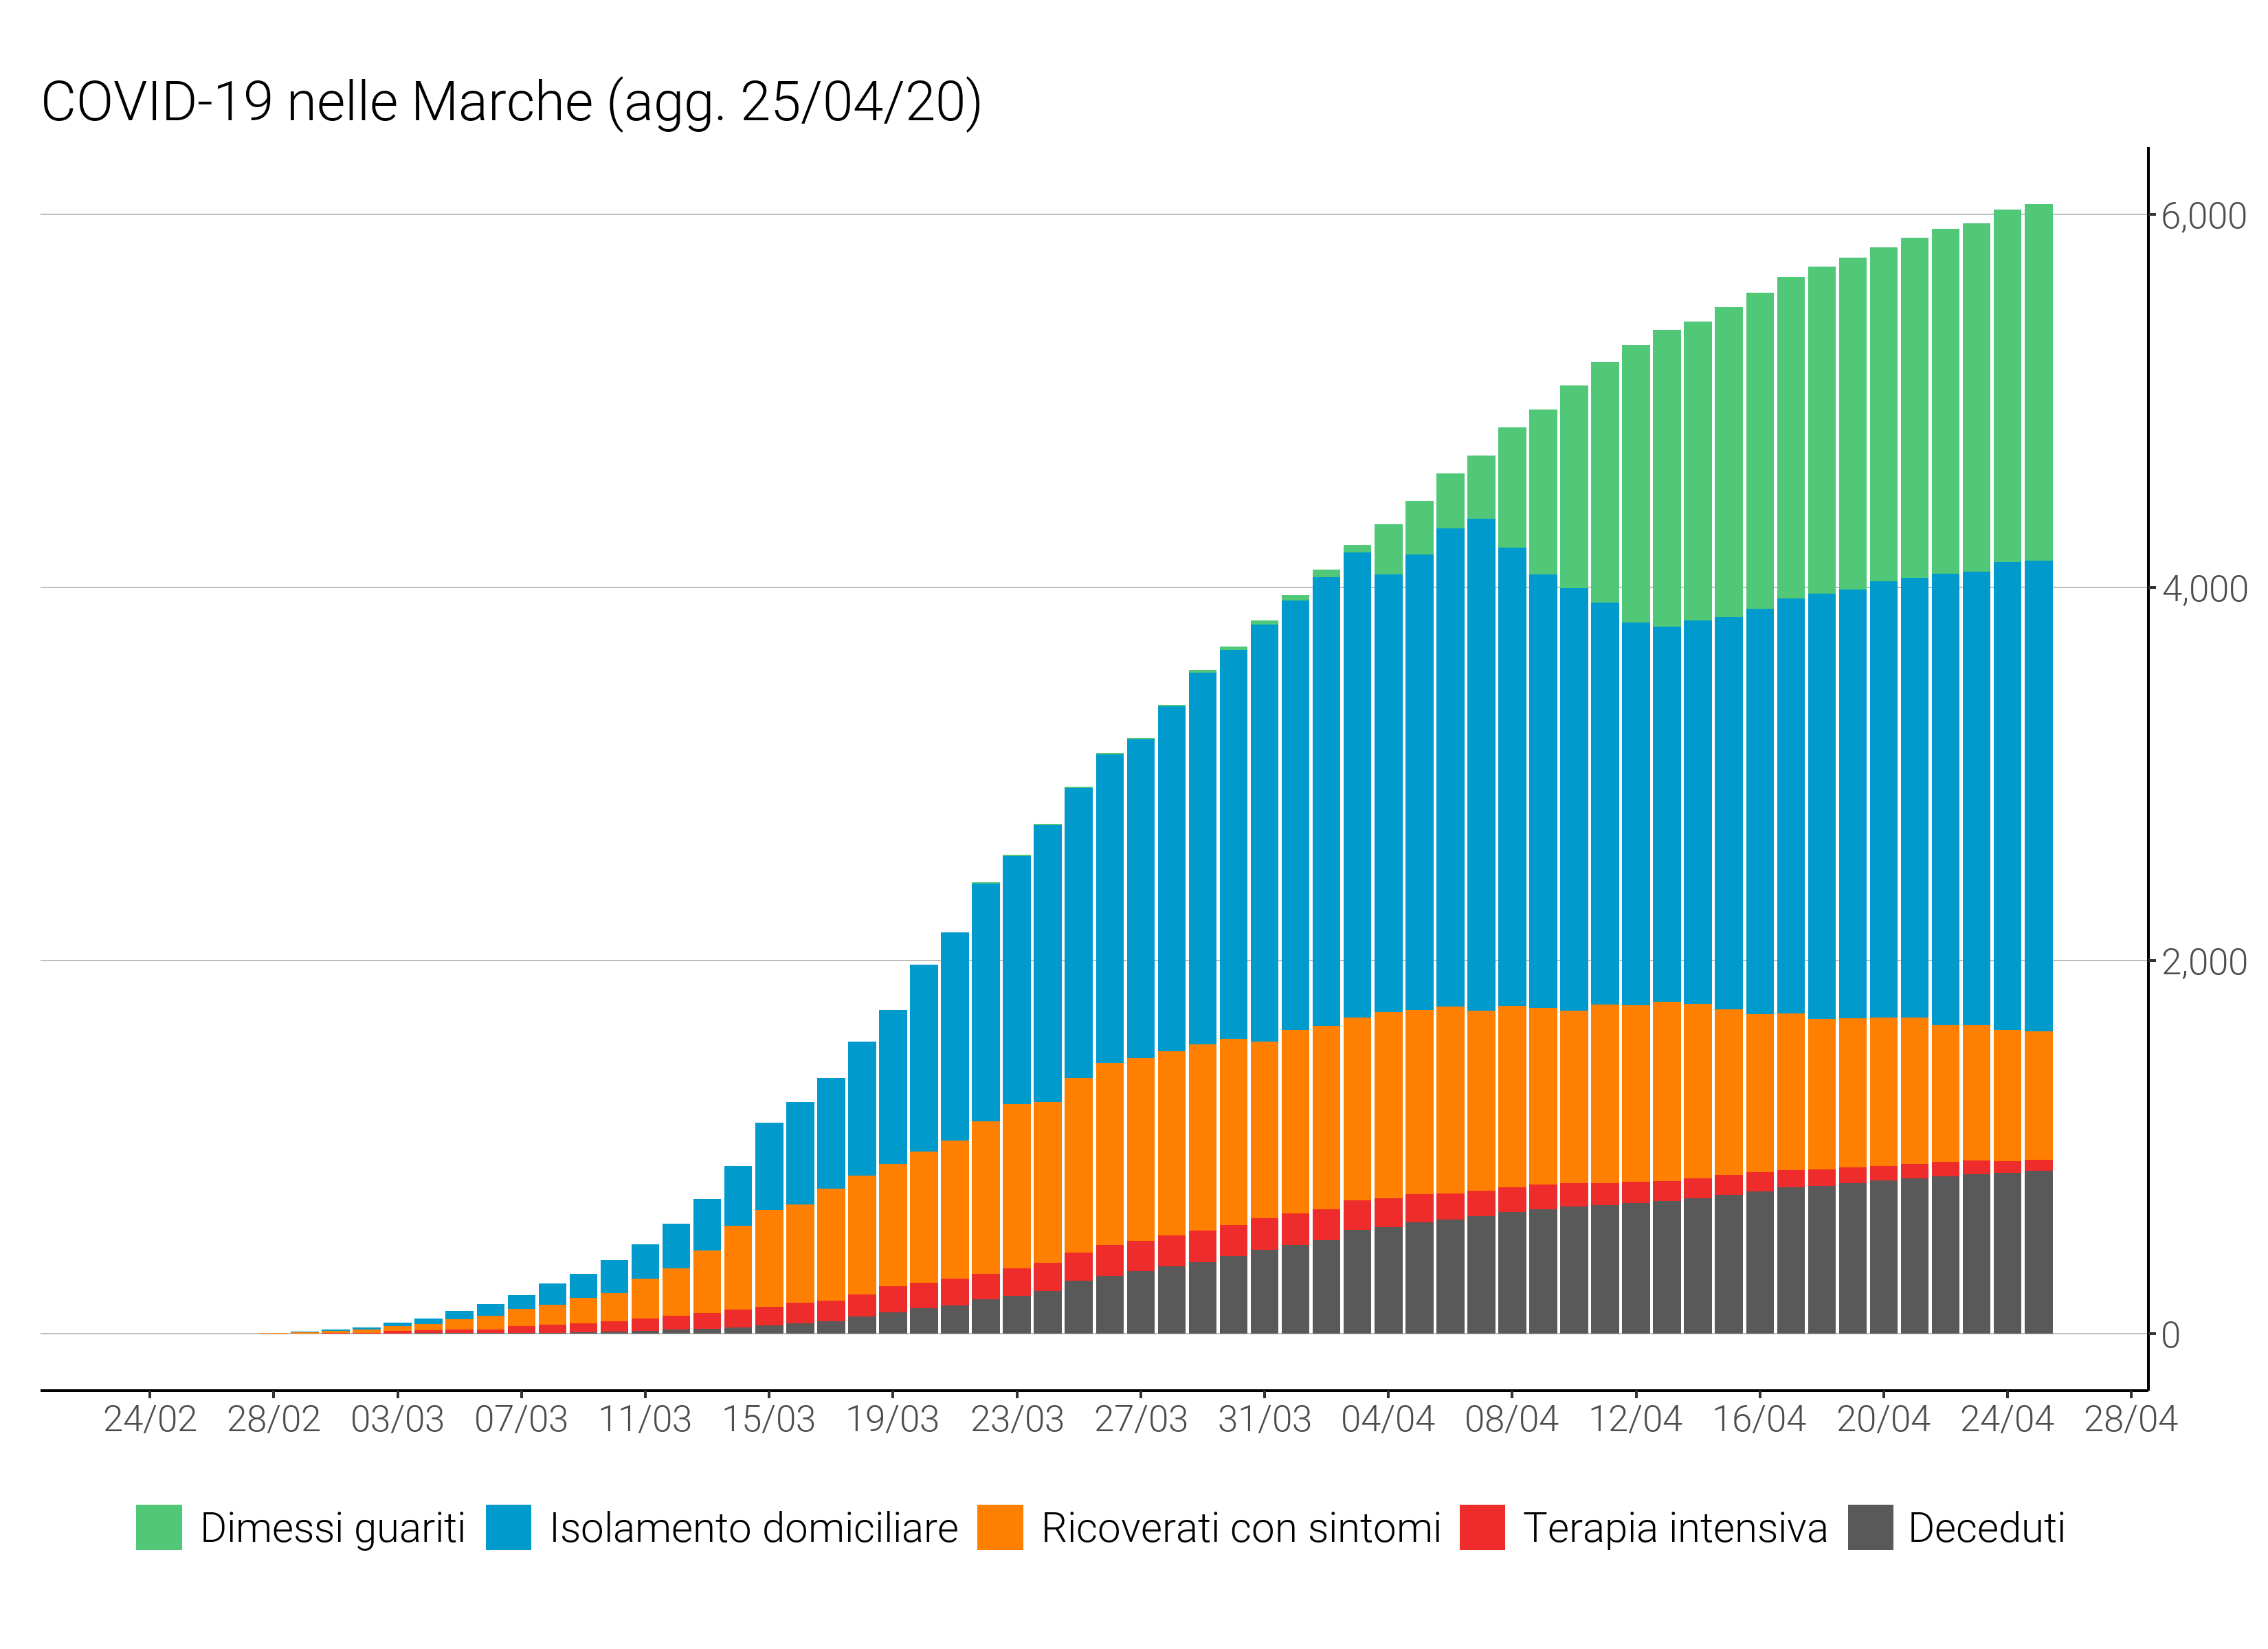 COVID-19 nelle Marche (agg. 25/04/20)
6,000
4,000
2,000
0
24/02 28/02 03/03 07/03 11/03 15/03 19/03 23/03 27/03 31/03 04/04 08/04 12/04 16/04 20/04 24/04 28/04
Dimessi guariti Isolamento domiciliare Ricoverati con sintomi Terapia intensiva Deceduti